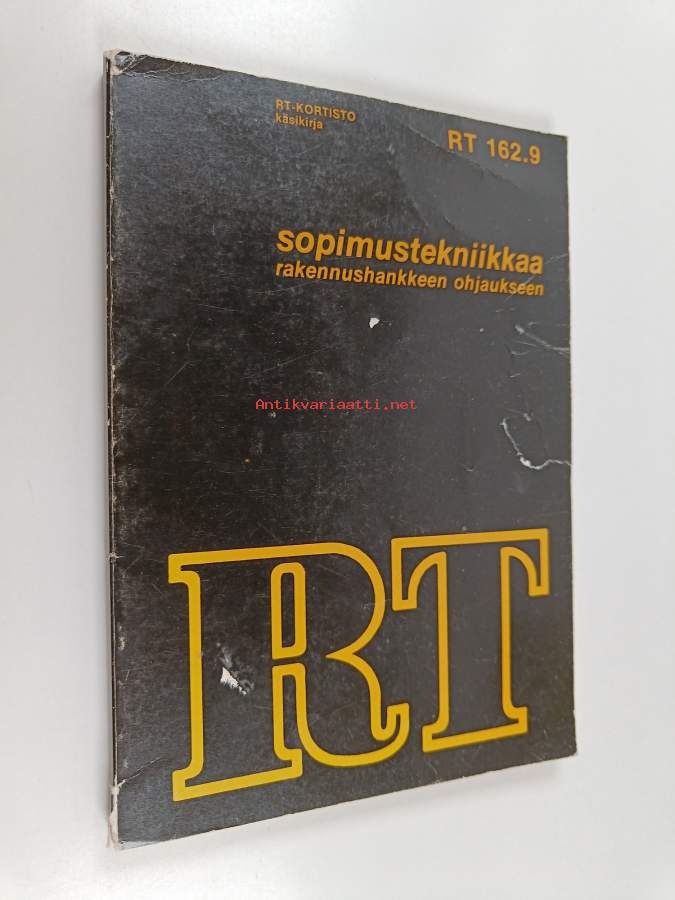 RT-KORTISTO
käsikirja
RT 162.9
sopimustekniikkaa
rakennushankkeen ohjaukseen
Antikvariaatti.net
RT